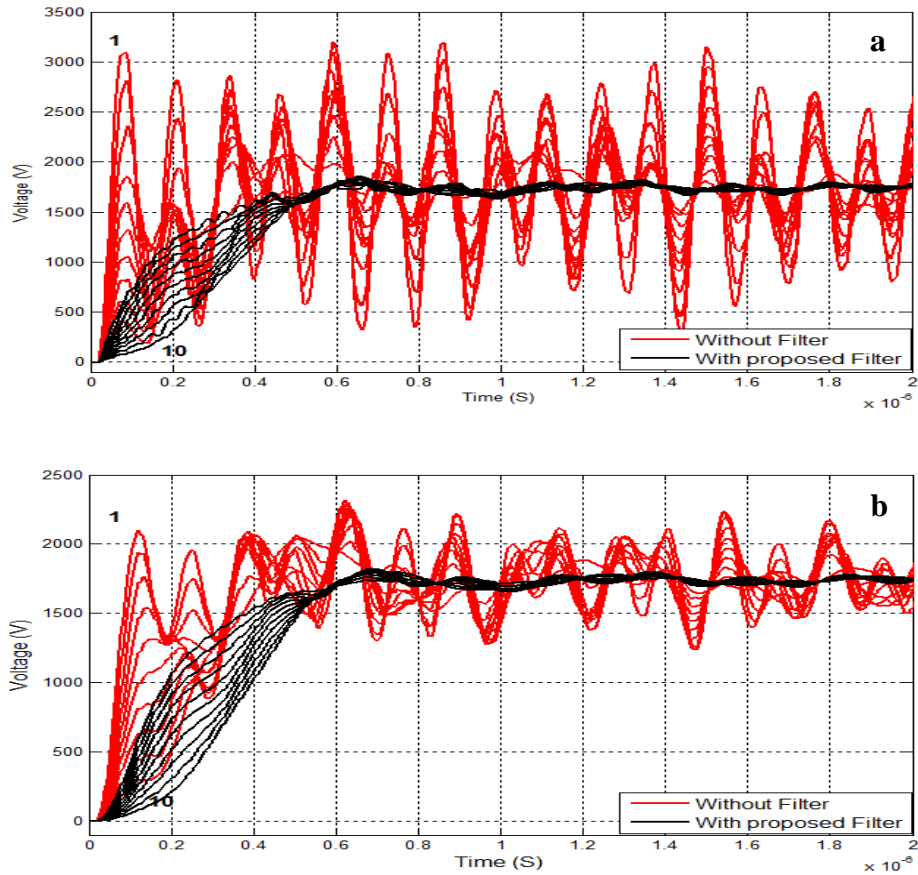 3500
3000
2500
2000
1500
1000
500
0
Voltage (V)
1
a
10
Without Filter
With proposed Filter
0 0.2 0.4 0.6 0.8 1 1.2 1.4 1.6 1.8 2
Time (S)
x 10-6
2500
2000
1500
1000
500
0
Voltage (V)
1
b
10
Without Filter
With proposed Filter
0 0.2 0.4 0.6 0.8 1 1.2 1.4 1.6 1.8 2
Time (S)
x 10-6